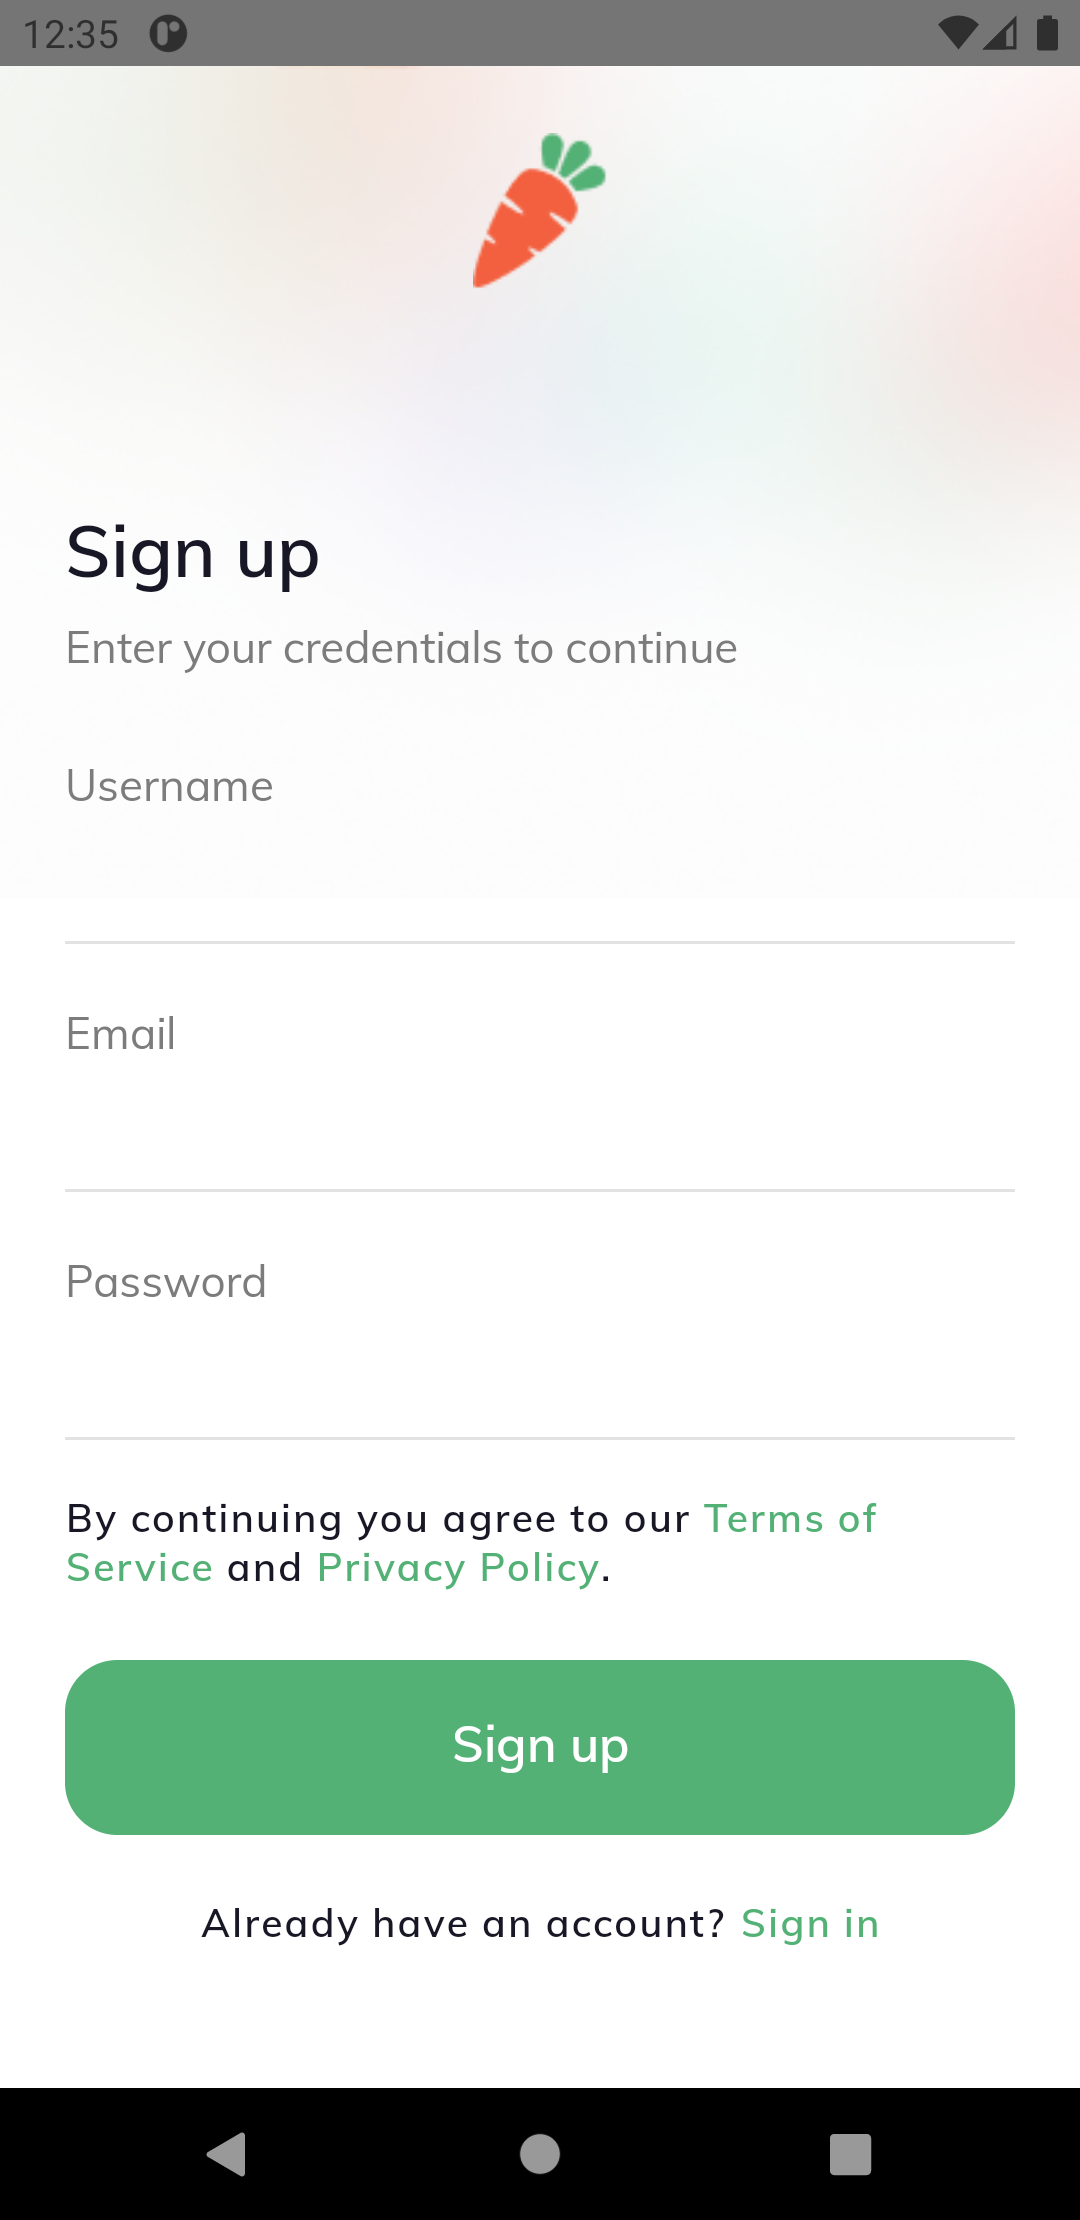 12:35
Sign up
Enter your credentials to continue
Username
Email
Password
By continuing you agree to our Terms of
Service and Privacy Policy.
Sign up
Already have an account? Sign in